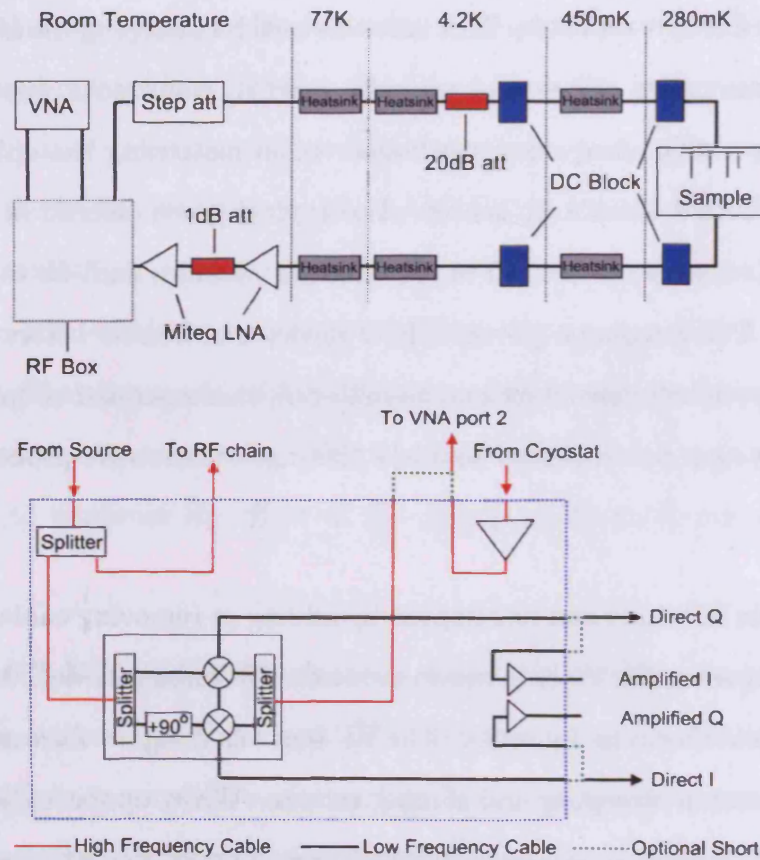 Room Temperature 77K 4.2K 450mK 280mK
VNA Step att Heatsink Heatsink Heatsink
20dB att
DC Block
Sample
1dB att
Heatsink Heatsink Heatsink
Miteq LNA
RF Box
To VNA port 2
From Source To RF chain From Cryostat
Splitter
Direct Q
Splitter Splitter
Amplified I
+90° Amplified Q
Direct I
High Frequency Cable Low Frequency Cable Optional Short